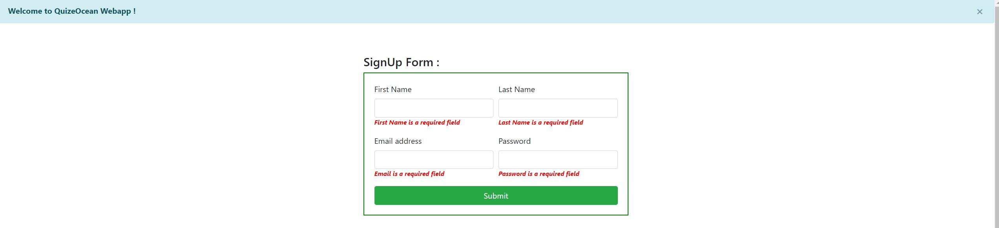 Welcome to QuizeOcean Webapp !
×
SignUp Form :
First Name
Last Name
First Name is a required field
Last Name is a required field
Email address
Password
Email is a required field
Password is a required field
Submit